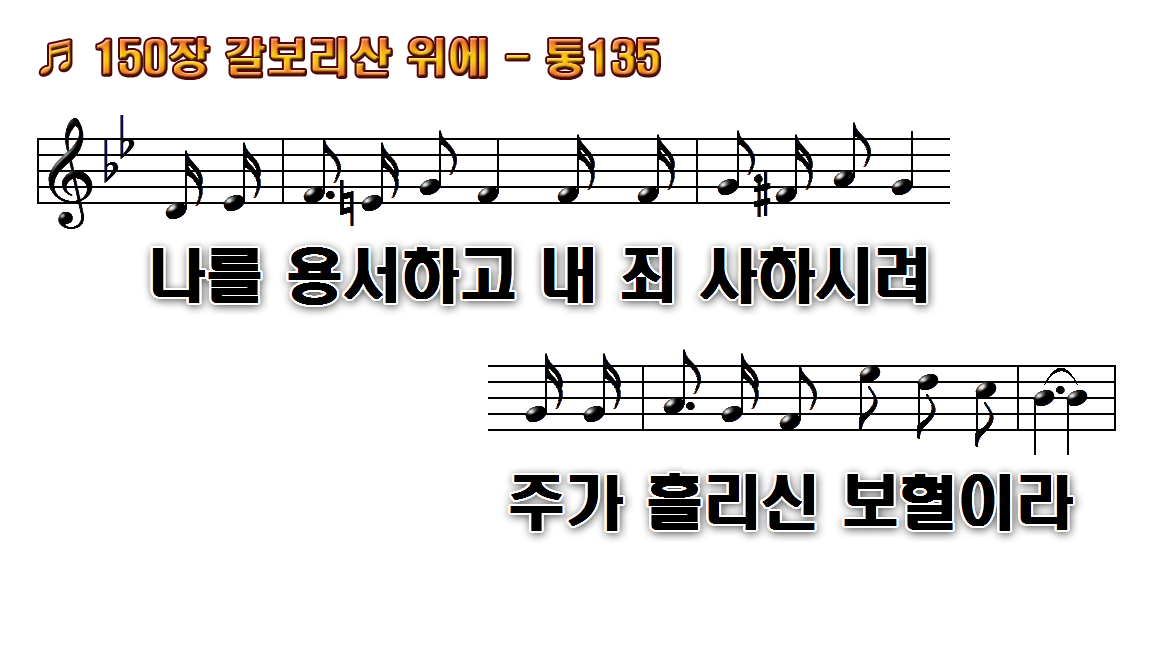 ♬ 150장 갈보리산 위에 - 통135
나를 용서하고 내 죄 사하시려
주가 흘리신 보혈이라